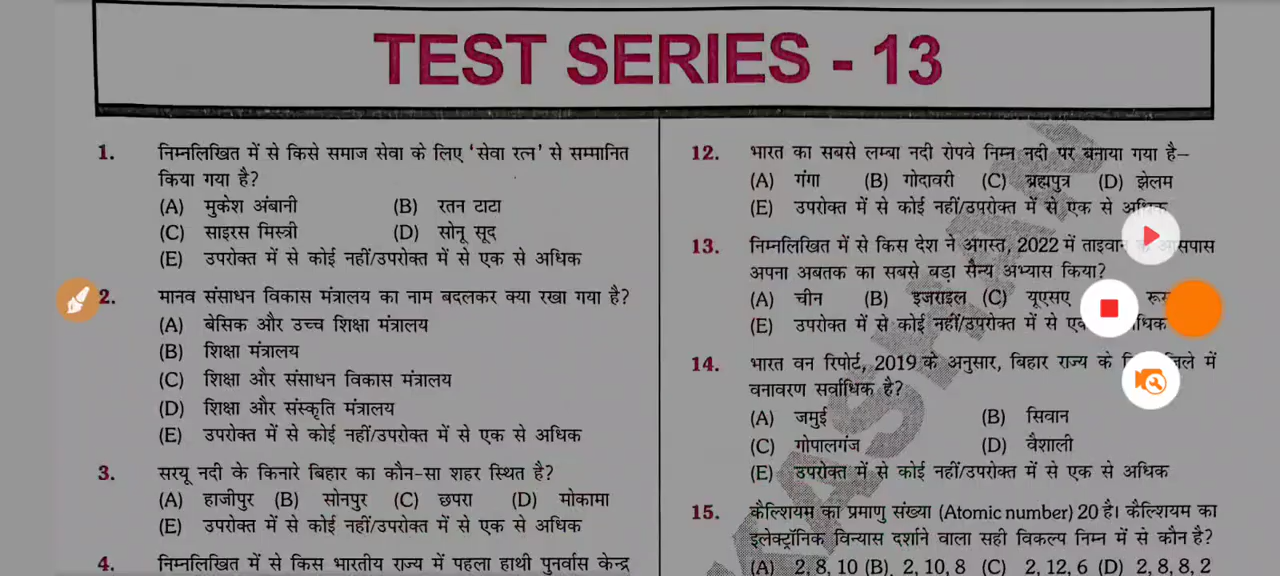 TEST SERIES - 13
1. निम्नलिखित में से किसे समाज सेवा के लिए ‘सेवा रत्न’ से सम्मानित
किया गया है?
(A) मुकेश अंबानी (B) रतन टाटा
(C) साइरस मिस्त्री (D) सोनू सूद
(E) उपरोक्त में से कोई नहीं/उपरोक्त में से एक से अधिक
2. मानव संसाधन विकास मंत्रालय का नाम बदलकर क्या रखा गया है?
(A) बेसिक और उच्च शिक्षा मंत्रालय
(B) शिक्षा मंत्रालय
(C) शिक्षा और संसाधन विकास मंत्रालय
(D) शिक्षा और संस्कृति मंत्रालय
(E) उपरोक्त में से कोई नहीं/उपरोक्त में से एक से अधिक
3. सरयू नदी के किनारे बिहार का कौन-सा शहर स्थित है?
(A) हाजीपुर (B) सोनपुर (C) छपरा (D) मोकामा
(E) उपरोक्त में से कोई नहीं/उपरोक्त में से एक से अधिक
4. निम्नलिखित में से किस भारतीय राज्य में पहला हाथी पुनर्वास केन्द्र
12. भारत का सबसे लम्बा नदी रोपवे निम्न नदी पर बनाया गया है–
(A) गंगा (B) गोदावरी (C) ब्रह्मपुत्र (D) झेलम
(E) उपरोक्त में से कोई नहीं/उपरोक्त में से एक से अधिक
13. निम्नलिखित में से किस देश ने अगस्त, 2022 में ताइवान आसपास
अपना अबतक का सबसे बड़ा सैन्य अभ्यास किया?
(A) चीन (B) इजराइल (C) यूएसए
(E) उपरोक्त में से कोई नहीं/उपरोक्त में से
14. भारत वन रिपोर्ट, 2019 के अनुसार, बिहार राज्य के जिले में
वनावरण सर्वाधिक है?
(A) जमुई (B) सिवान
(C) गोपालगंज (D) वैशाली
(E) उपरोक्त में से कोई नहीं/उपरोक्त में से एक से अधिक
15. कैल्शियम का प्रमाणु संख्या (Atomic number) 20 है। कैल्शियम का
इलेक्ट्रॉनिक विन्यास दर्शाने वाला सही विकल्प निम्न में से कौन है?
(A) 2, 8, 10 (B) 2, 10, 8 (C) 2, 12, 6 (D) 2, 8, 8, 2